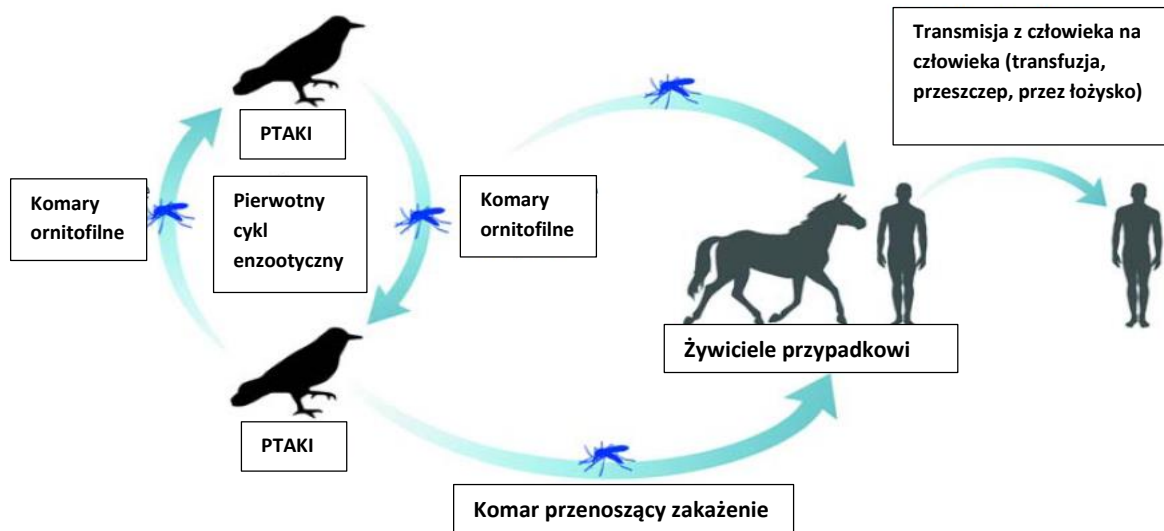 Transmisja z człowieka na
człowieka (transfuzja,
przeszczep, przez łożysko)
PTAKI
Komary
ornitofilne
Pierwotny
cykl
enzootyczny
Komary
ornitofilne
Żywiciele przypadkowi
PTAKI
Komar przenoszący zakażenie